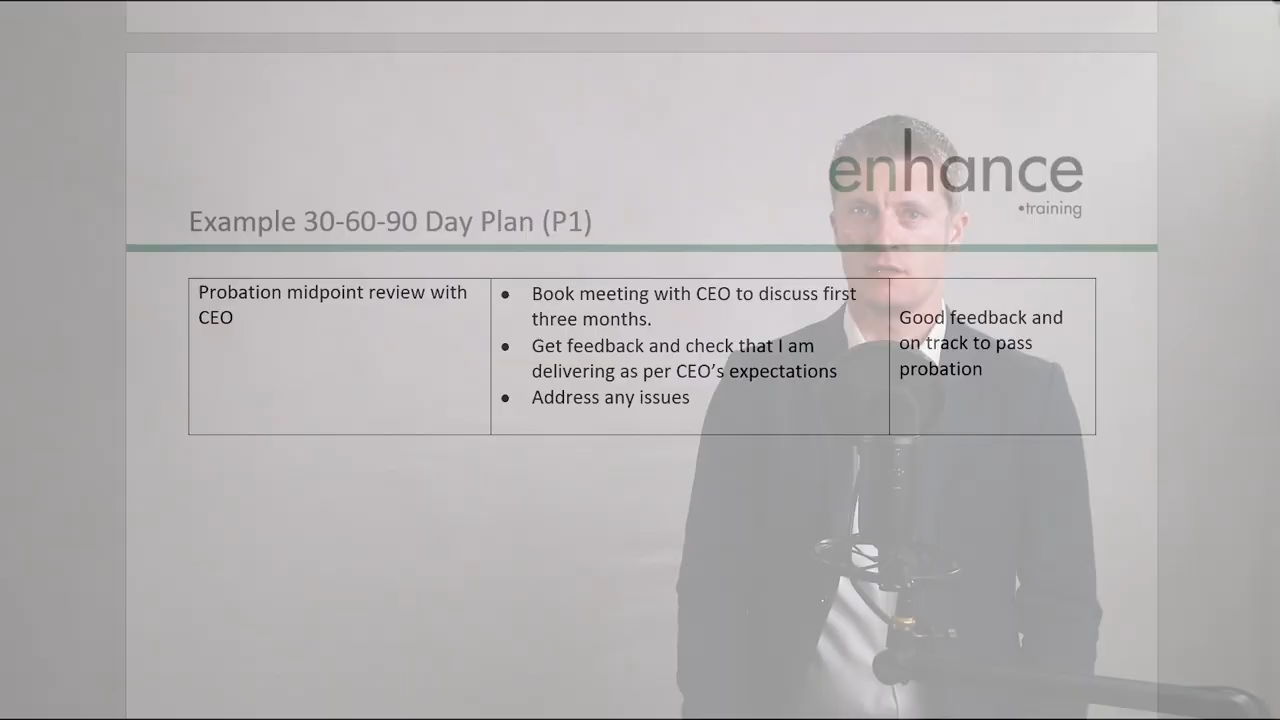 enhance
•training
Example 30-60-90 Day Plan (P1)
Probation midpoint review with
CEO
● Book meeting with CEO to discuss first
three months.
● Get feedback and check that I am
delivering as per CEO’s expectations
● Address any issues
Good feedback and
on track to pass
probation